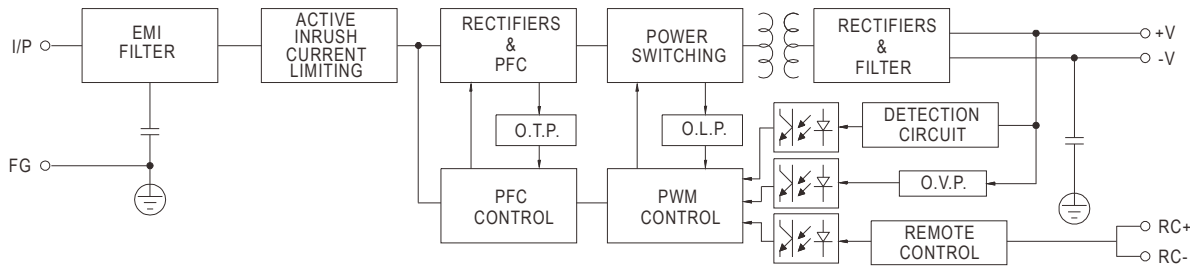 I/P
EMI
FILTER
ACTIVE
INRUSH
CURRENT
LIMITING
RECTIFIERS
&
PFC
POWER
SWITCHING
RECTIFIERS
&
FILTER
+V
-V
O.T.P.
O.L.P.
DETECTION
CIRCUIT
FG
PFC
CONTROL
PWM
CONTROL
O.V.P.
REMOTE
CONTROL
RC+
RC-